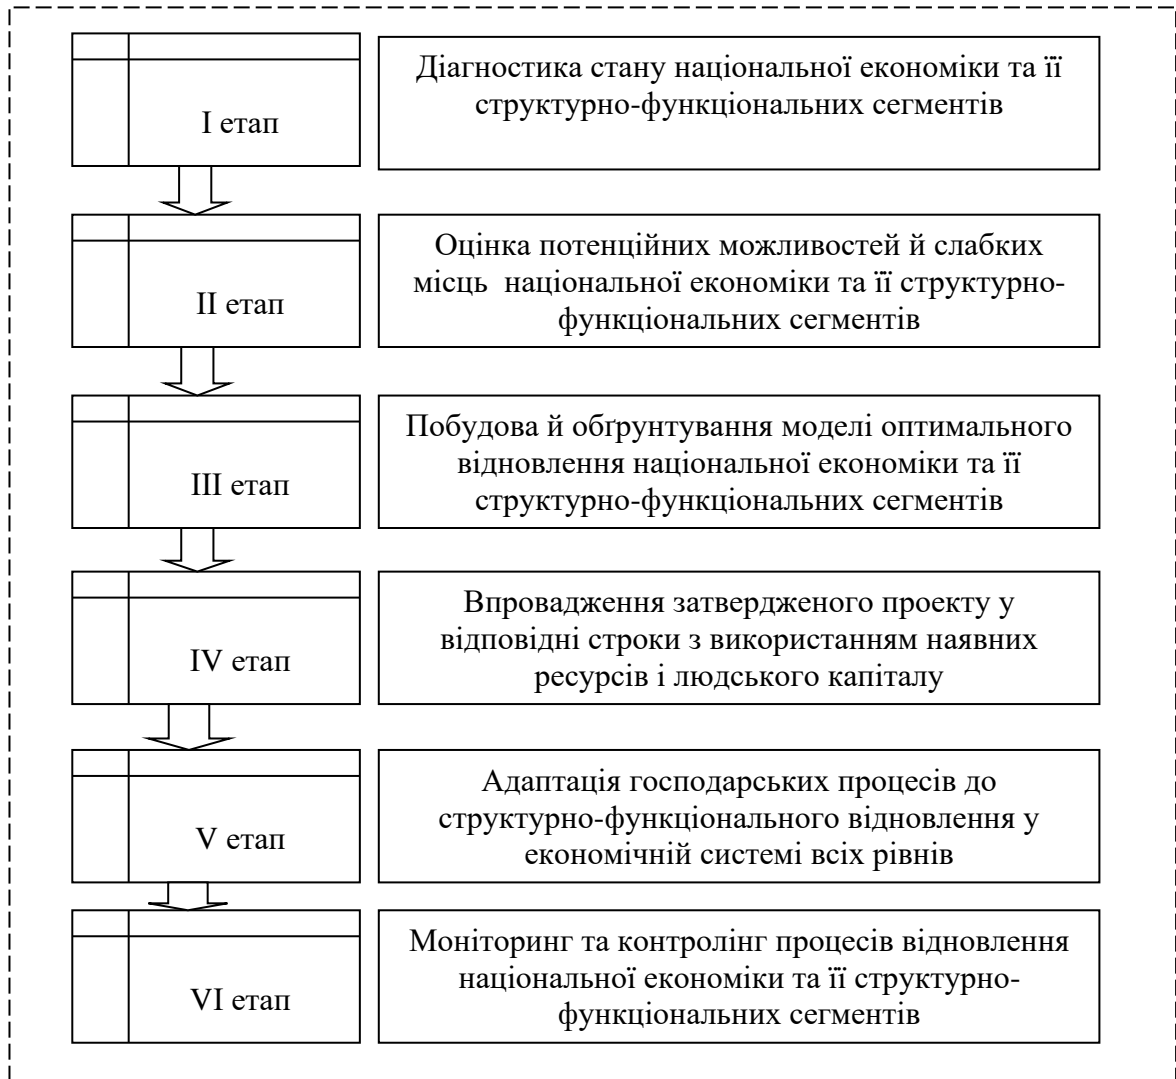 І етап
Діагностика стану національної економіки та її
структурно-функціональних сегментів
ІІ етап
Оцінка потенційних можливостей й слабких
місць національної економіки та її структурно-
функціональних сегментів
ІІІ етап
Побудова й обґрунтування моделі оптимального
відновлення національної економіки та її
структурно-функціональних сегментів
IV етап
Впровадження затвердженого проекту у
відповідні строки з використанням наявних
ресурсів і людського капіталу
V етап
Адаптація господарських процесів до
структурно-функціонального відновлення у
економічній системі всіх рівнів
VI етап
Моніторинг та контролінг процесів відновлення
національної економіки та її структурно-
функціональних сегментів